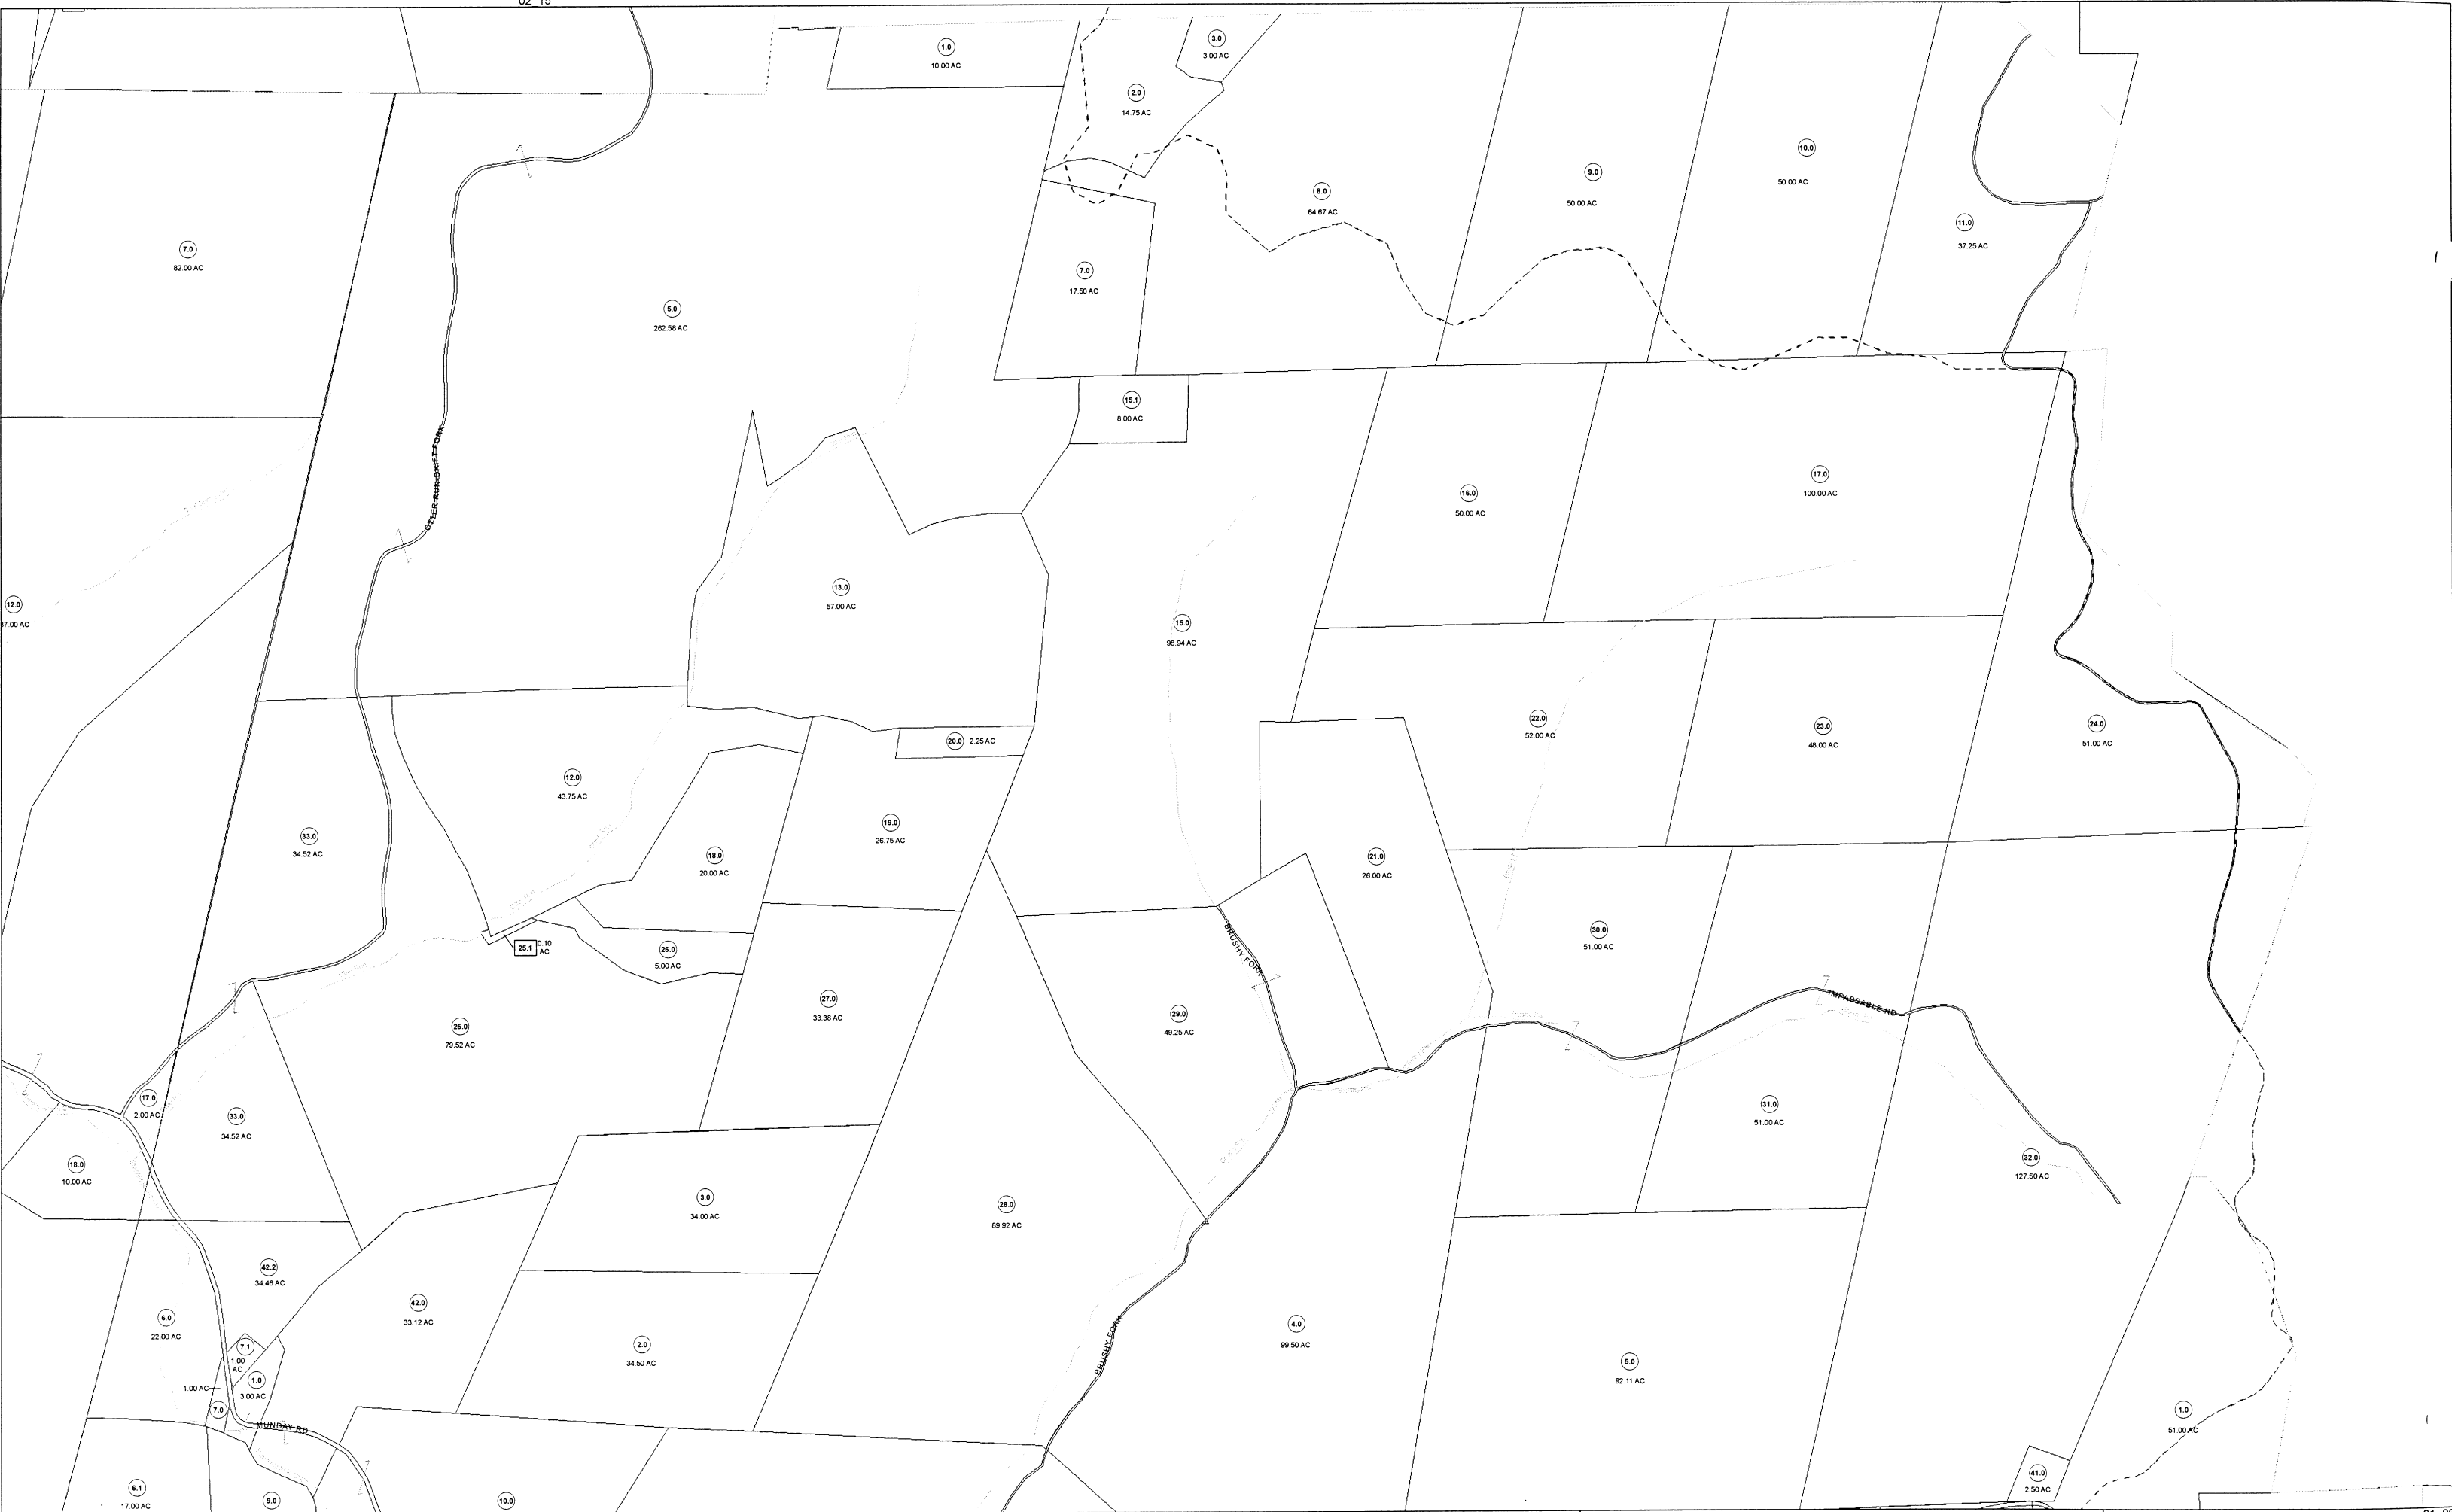 02 15
1.0
10.00 AC
3.0
3.00 AC
2.0
14.75 AC
10.0
50.00 AC
9.0
50.00 AC
8.0
64.67 AC
11.0
37.25 AC
7.0
82.00 AC
7.0
17.50 AC
5.0
262.58 AC
15.1
8.00 AC
OZIER RUN DRIFT FORK
17.0
100.00 AC
16.0
50.00 AC
13.0
57.00 AC
12.0
37.00 AC
15.0
98.94 AC
22.0
52.00 AC
23.0
48.00 AC
24.0
51.00 AC
20.0 2.25 AC
12.0
43.75 AC
19.0
26.75 AC
33.0
34.52 AC
18.0
20.00 AC
21.0
26.00 AC
30.0
51.00 AC
25.1 0.10
AC
26.0
5.00 AC
BRUSHY FORK
27.0
33.38 AC
IMPASSABLE RD
29.0
49.25 AC
25.0
79.52 AC
17.0
2.00 AC
33.0
34.52 AC
31.0
51.00 AC
18.0
10.00 AC
32.0
127.50 AC
3.0
34.00 AC
28.0
89.92 AC
42.2
34.46 AC
42.0
33.12 AC
6.0
22.00 AC
4.0
99.50 AC
BRUSHY FORK
2.0
34.50 AC
7.1
1.00
AC
5.0
92.11 AC
1.0
3.00 AC
1.00 AC
7.0
MUNDAY RD
1.0
51.00 AC
41.0
2.50 AC
6.1
17.00 AC
9.0
10.0